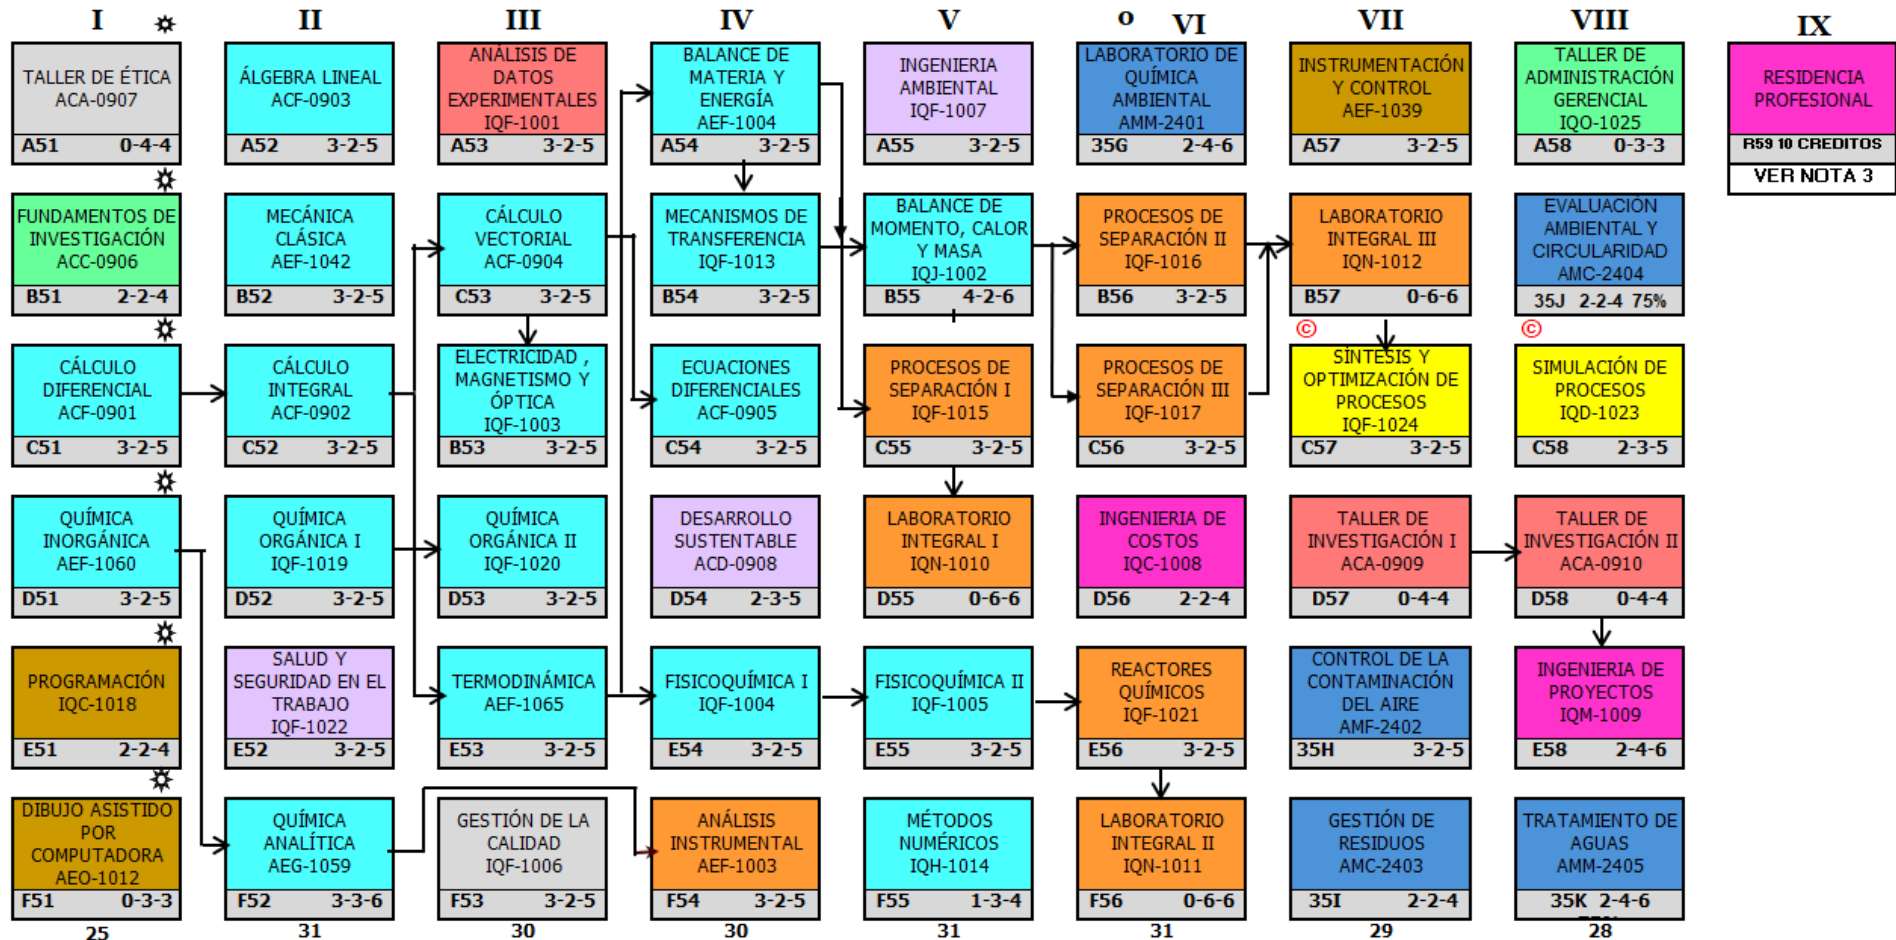 I
II
III
IV
V
o VI
VII
VIII
IX
TALLER DE ÉTICA
ACA-0907
A51 0-4-4
ÁLGEBRA LINEAL
ACF-0903
A52 3-2-5
ANÁLISIS DE
DATOS
EXPERIMENTALES
IQF-1001
A53 3-2-5
BALANCE DE
MATERIA Y
ENERGÍA
AEF-1004
A54 3-2-5
INGENIERIA
AMBIENTAL
IQF-1007
A55 3-2-5
LABORATORIO DE
QUÍMICA
AMBIENTAL
AMM-2401
35G 2-4-6
INSTRUMENTACIÓN
Y CONTROL
AEF-1039
A57 3-2-5
TALLER DE
ADMINISTRACIÓN
GERENCIAL
IQO-1025
A58 0-3-3
RESIDENCIA
PROFESIONAL
R59 10 CREDITOS
VER NOTA 3
FUNDAMENTOS DE
INVESTIGACIÓN
ACC-0906
B51 2-2-4
MECÁNICA
CLÁSICA
AEF-1042
B52 3-2-5
CÁLCULO
VECTORIAL
ACF-0904
C53 3-2-5
MECANISMOS DE
TRANSFERENCIA
IQF-1013
B54 3-2-5
BALANCE DE
MOMENTO, CALOR
Y MASA
IQJ-1002
B55 4-2-6
PROCESOS DE
SEPARACIÓN II
IQF-1016
B56 3-2-5
LABORATORIO
INTEGRAL III
IQN-1012
B57 0-6-6
EVALUACIÓN
AMBIENTAL Y
CIRCULARIDAD
AMC-2404
35J 2-2-4 75%
©
©
CÁLCULO
DIFERENCIAL
ACF-0901
C51 3-2-5
CÁLCULO
INTEGRAL
ACF-0902
C52 3-2-5
ELECTRICIDAD ,
MAGNETISMO Y
ÓPTICA
IQF-1003
B53 3-2-5
ECUACIONES
DIFERENCIALES
ACF-0905
C54 3-2-5
PROCESOS DE
SEPARACIÓN I
IQF-1015
C55 3-2-5
PROCESOS DE
SEPARACIÓN III
IQF-1017
C56 3-2-5
SÍNTESIS Y
OPTIMIZACIÓN DE
PROCESOS
IQF-1024
C57 3-2-5
SIMULACIÓN DE
PROCESOS
IQD-1023
C58 2-3-5
QUÍMICA
INORGÁNICA
AEF-1060
D51 3-2-5
QUÍMICA
ORGÁNICA I
IQF-1019
D52 3-2-5
QUÍMICA
ORGÁNICA II
IQF-1020
D53 3-2-5
DESARROLLO
SUSTENTABLE
ACD-0908
D54 2-3-5
LABORATORIO
INTEGRAL I
IQN-1010
D55 0-6-6
INGENIERIA DE
COSTOS
IQC-1008
D56 2-2-4
TALLER DE
INVESTIGACIÓN I
ACA-0909
D57 0-4-4
TALLER DE
INVESTIGACIÓN II
ACA-0910
D58 0-4-4
PROGRAMACIÓN
IQC-1018
E51 2-2-4
SALUD Y
SEGURIDAD EN EL
TRABAJO
IQF-1022
E52 3-2-5
TERMODINÁMICA
AEF-1065
E53 3-2-5
FISICOQUÍMICA I
IQF-1004
E54 3-2-5
FISICOQUÍMICA II
IQF-1005
E55 3-2-5
REACTORES
QUÍMICOS
IQF-1021
E56 3-2-5
CONTROL DE LA
CONTAMINACIÓN
DEL AIRE
AMF-2402
35H 3-2-5
INGENIERIA DE
PROYECTOS
IQM-1009
E58 2-4-6
DIBUJO ASISTIDO
POR
COMPUTADORA
AEO-1012
F51 0-3-3
QUÍMICA
ANALÍTICA
AEG-1059
F52 3-3-6
GESTIÓN DE LA
CALIDAD
IQF-1006
F53 3-2-5
ANÁLISIS
INSTRUMENTAL
AEF-1003
F54 3-2-5
MÉTODOS
NUMÉRICOS
IQH-1014
F55 1-3-4
LABORATORIO
INTEGRAL II
IQN-1011
F56 0-6-6
GESTIÓN DE
RESIDUOS
AMC-2403
35I 2-2-4
TRATAMIENTO DE
AGUAS
AMM-2405
35K 2-4-6
25
31
30
30
31
31
29
28